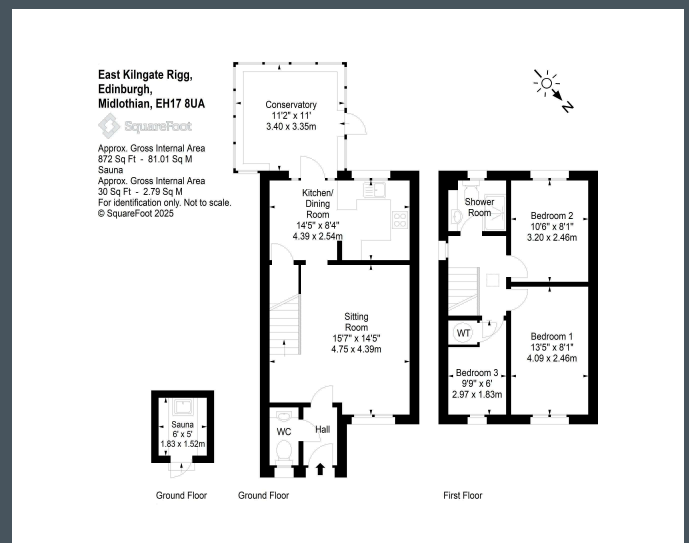 East Kilngate Rigg,
Edinburgh,
Midlothian, EH17 8UA
SquareFoot
Approx. Gross Internal Area
872 Sq Ft - 81.01 Sq M
Sauna
Approx. Gross Internal Area
30 Sq Ft - 2.79 Sq M
For identification only. Not to scale.
© SquareFoot 2025
Conservatory
11'2" x 11'
3.40 x 3.35m
N
Kitchen/
Dining
Room
14'5" x 8'4"
4.39 x 2.54m
Sitting
Room
15'7" x 14'5"
4.75 x 4.39m
WC
Hall
Shower
Room
Bedroom 2
10'6" x 8'1"
3.20 x 2.46m
WT
Bedroom 1
13'5" x 8'1"
4.09 x 2.46m
Bedroom 3
9'9" x 6'
2.97 x 1.83m
Sauna
6' x 5'
1.83 x 1.52m
Ground Floor
Ground Floor
First Floor